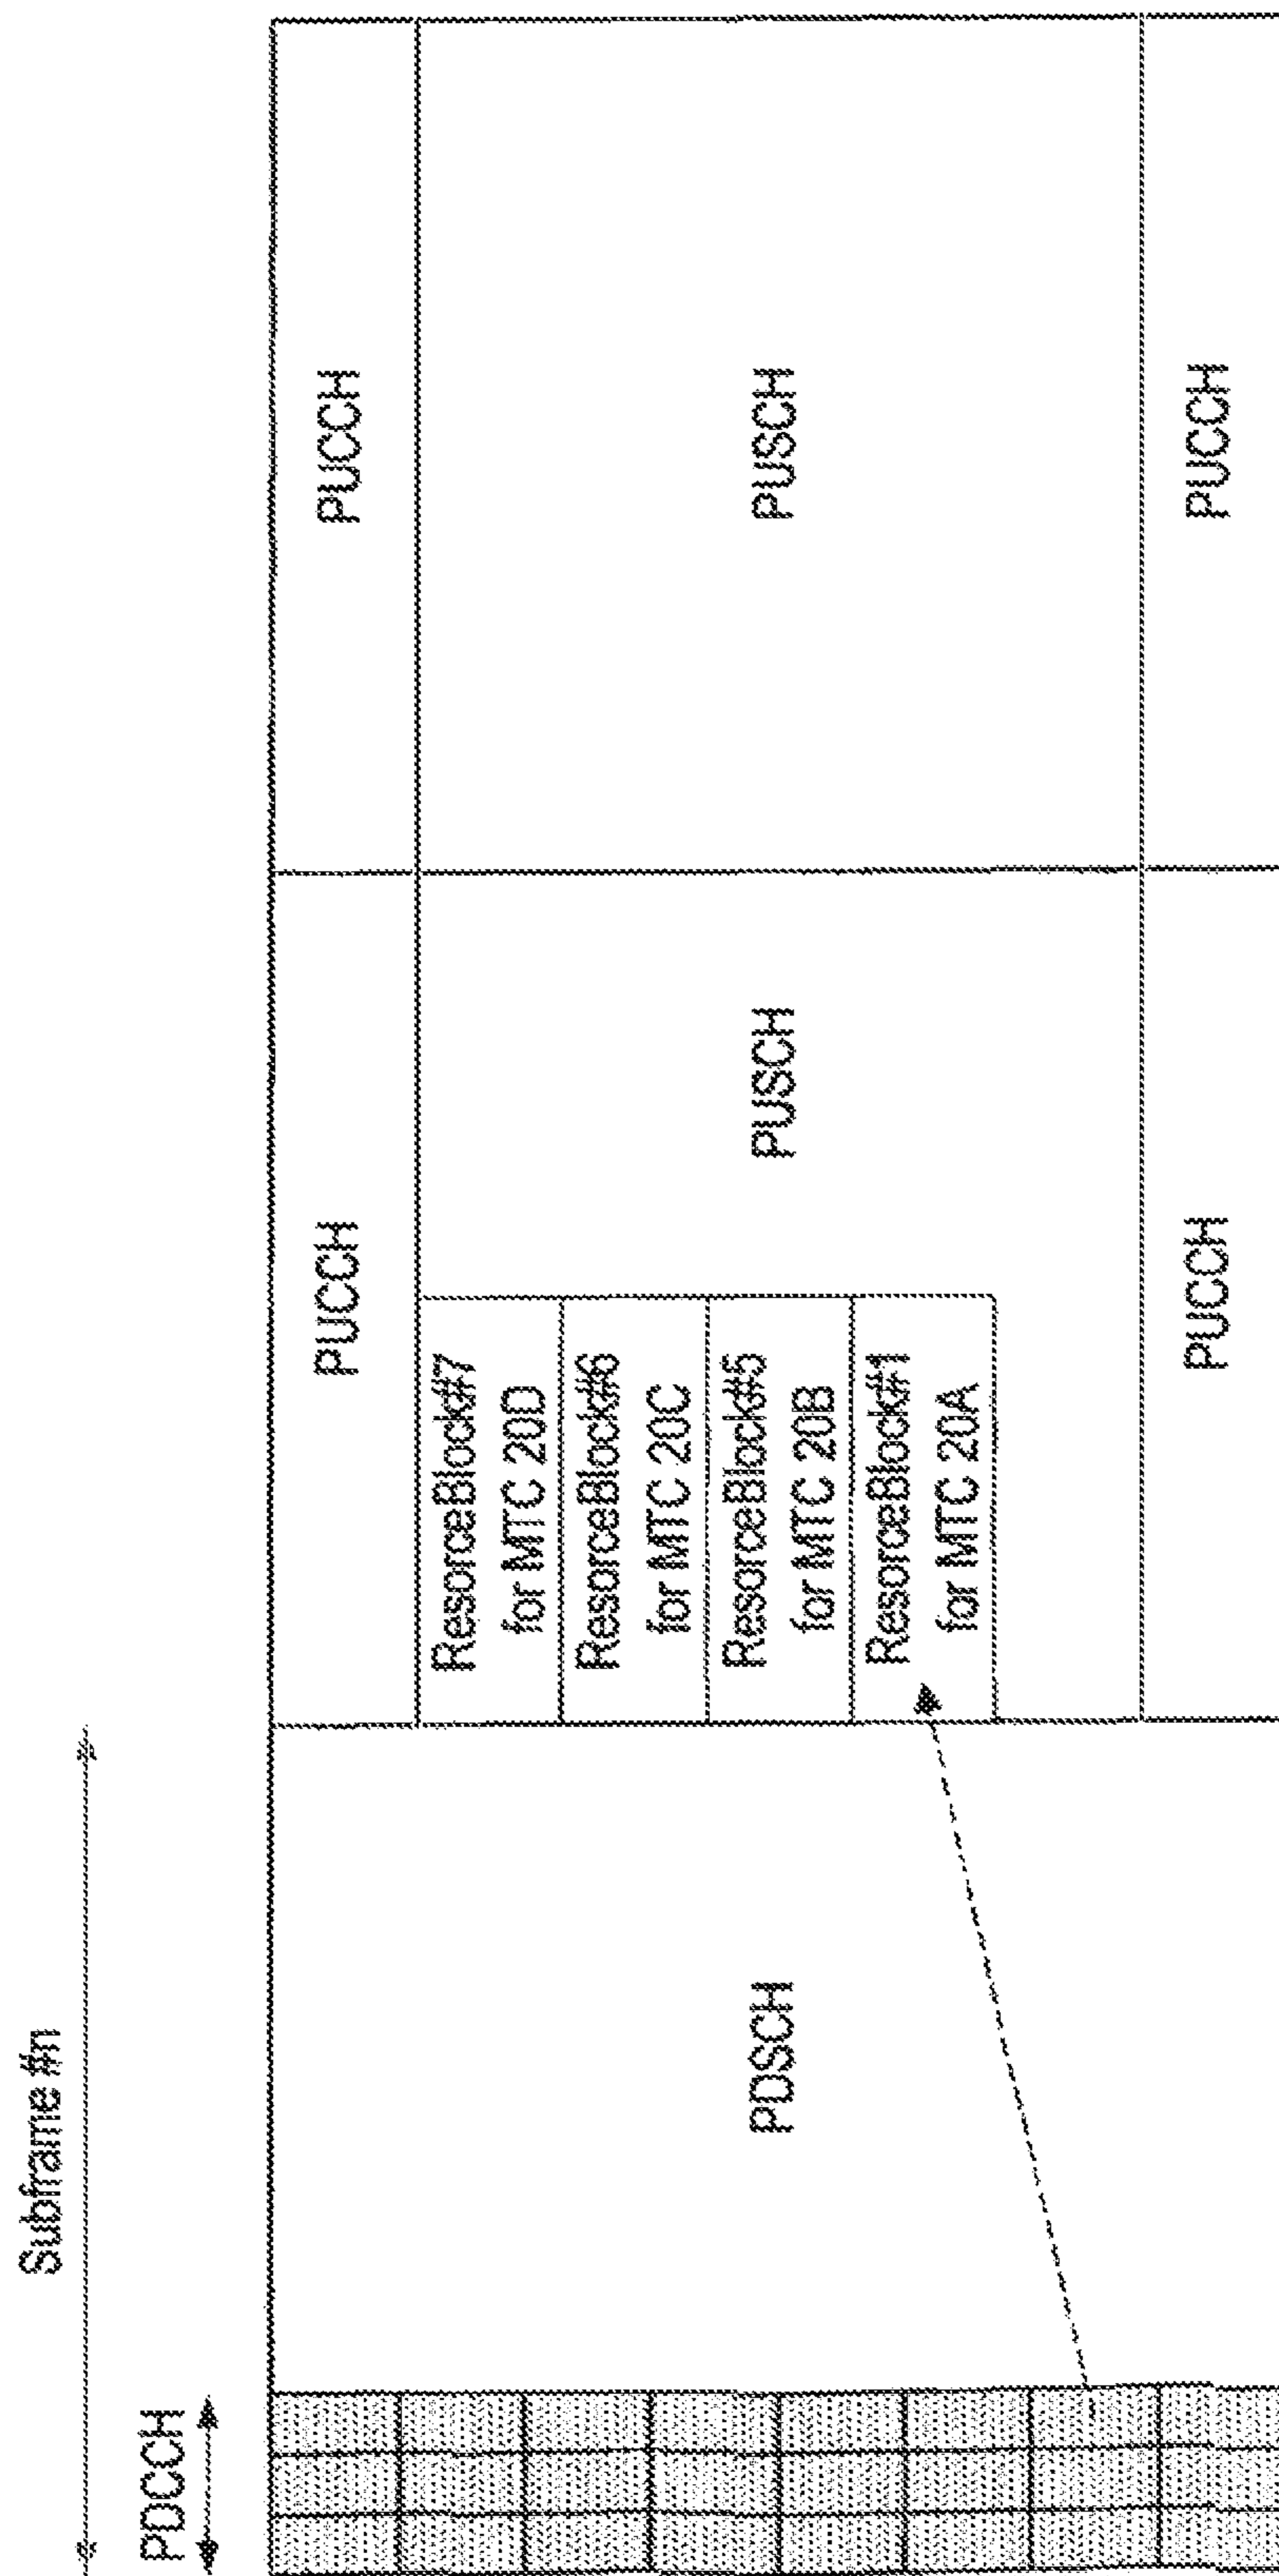 Subframe #n
PDCCH
PDSCH
PUCCH
ResorceBlock#7
for MTC 20D
ResorceBlock#6
for MTC 20C
ResorceBlock#5
for MTC 20B
ResorceBlock#1
for MTC 20A
PUSCH
PUCCH
PUCCH
PUSCH
PUCCH